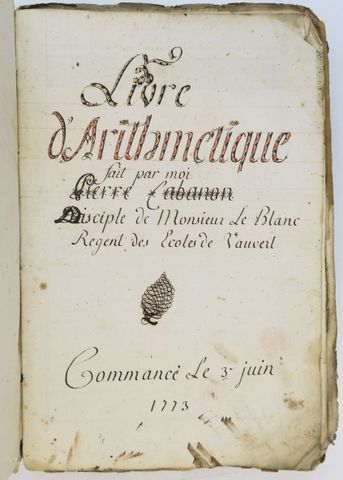 Livre
d'Arithmetique
fait par moi
Pierre Cabanon
Disciple de Monsieur Le Blanc
Regent des Ecoles de Vauvert
Commancé Le 3e juin
1773